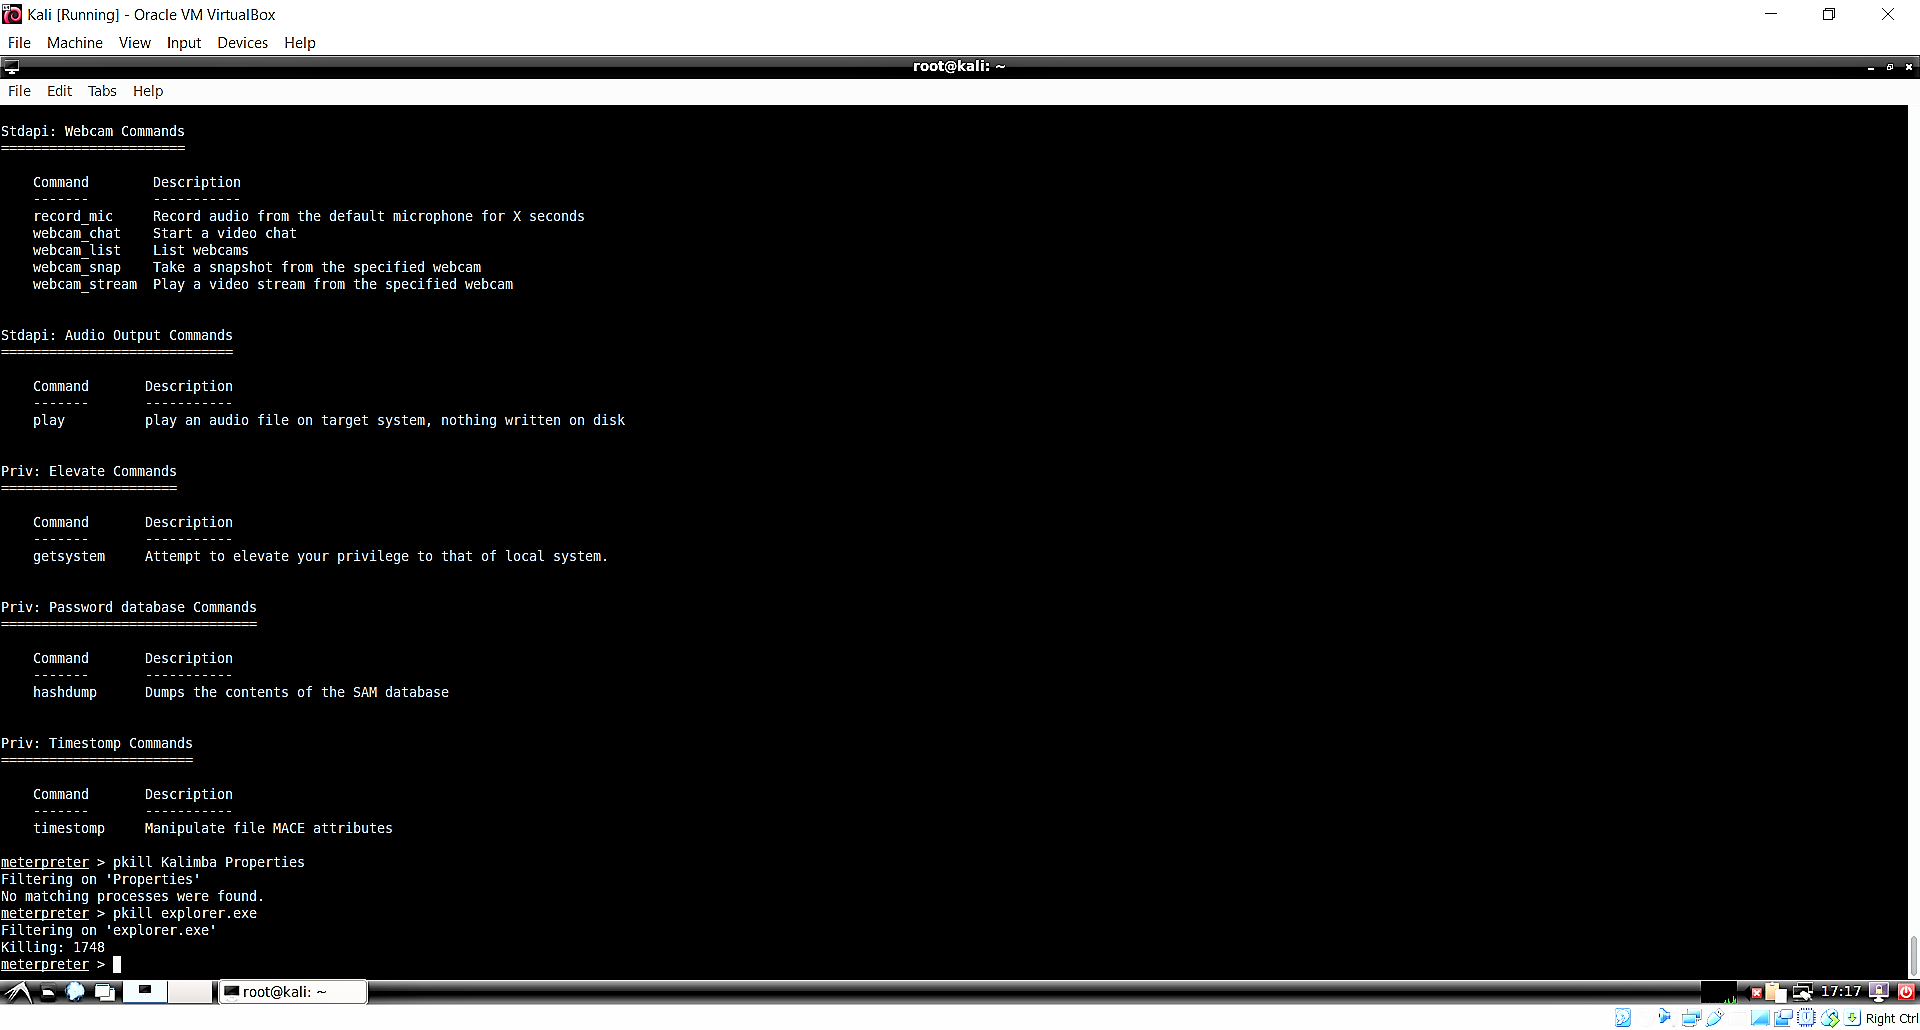 Kali [Running] - Oracle VM VirtualBox
File Machine View Input Devices Help
root@kali: ~
File Edit Tabs Help
Stdapi: Webcam Commands
=======================
Command Description
------- -----------
record_mic Record audio from the default microphone for X seconds
webcam_chat Start a video chat
webcam_list List webcams
webcam_snap Take a snapshot from the specified webcam
webcam_stream Play a video stream from the specified webcam
Stdapi: Audio Output Commands
=============================
Command Description
------- -----------
play play an audio file on target system, nothing written on disk
Priv: Elevate Commands
======================
Command Description
------- -----------
getsystem Attempt to elevate your privilege to that of local system.
Priv: Password database Commands
================================
Command Description
------- -----------
hashdump Dumps the contents of the SAM database
Priv: Timestomp Commands
========================
Command Description
------- -----------
timestomp Manipulate file MACE attributes
meterpreter > pkill Kalimba Properties
Filtering on 'Properties'
No matching processes were found.
meterpreter > pkill explorer.exe
Filtering on 'explorer.exe'
Killing: 1748
meterpreter >
root@kali: ~
17:17
Right Ctrl